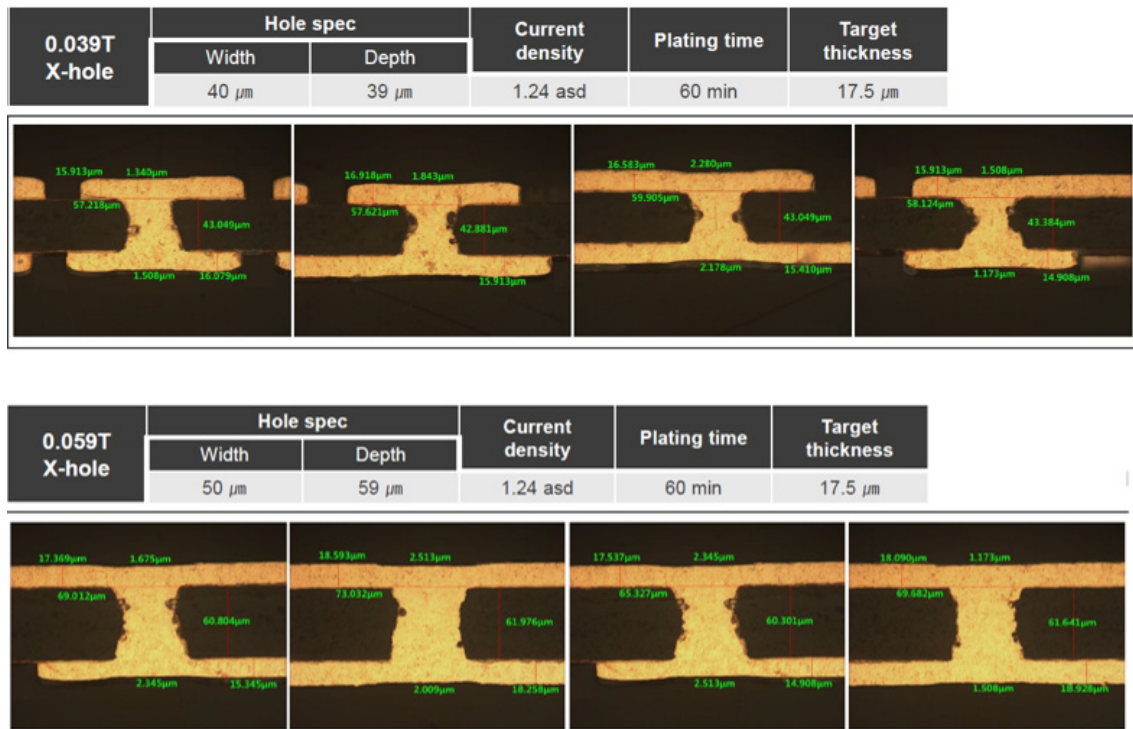 0.039T X-hole
Hole spec
Current density
Plating time
Target thickness
Width
Depth
40 μm
39 μm
1.24 asd
60 min
17.5 μm
15.913μm 1.340μm
57.218μm
43.049μm
1.508μm 16.079μm
16.918μm 1.843μm
57.621μm
42.881μm
15.913μm
16.583μm 2.280μm
59.905μm
43.049μm
2.178μm 15.410μm
15.913μm 1.508μm
58.124μm
43.384μm
1.173μm 14.908μm
0.059T X-hole
Hole spec
Current density
Plating time
Target thickness
Width
Depth
50 μm
59 μm
1.24 asd
60 min
17.5 μm
17.369μm 1.675μm
69.012μm
60.804μm
2.345μm 15.345μm
18.593μm 2.513μm
73.032μm
61.976μm
2.009μm 18.258μm
17.537μm 2.345μm
65.327μm
60.301μm
2.513μm 14.908μm
18.090μm 1.173μm
69.682μm
61.641μm
1.508μm 18.928μm